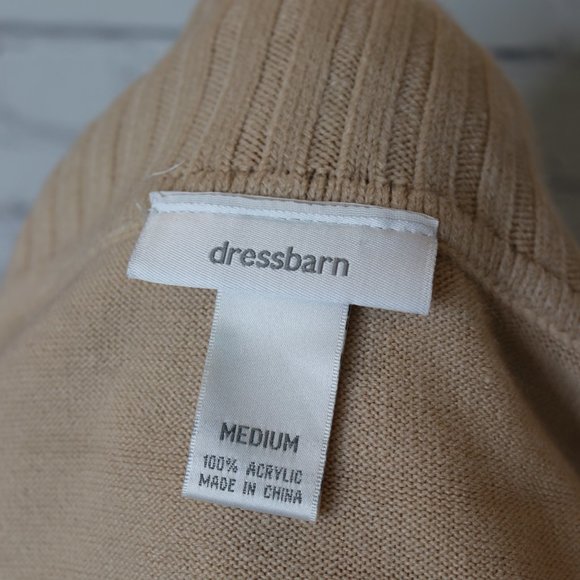 dressbarn
MEDIUM
100% ACRYLIC
MADE IN CHINA